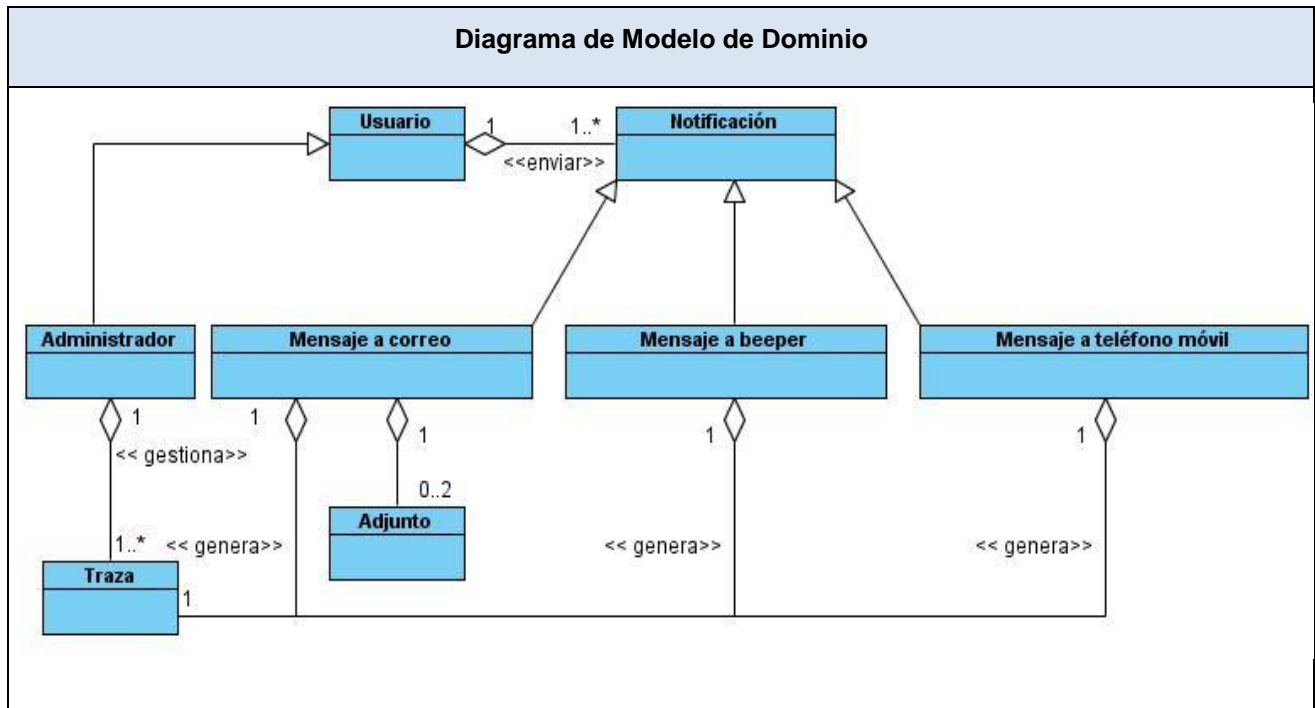 Diagrama de Modelo de Dominio
Usuario
1
1..*
Notificación
<<enviar>>
Administrador
Mensaje a correo
Mensaje a beeper
Mensaje a teléfono móvil
1
1
1
1
1
<< gestiona>>
0..2
Adjunto
1..*
<< genera>>
<< genera>>
<< genera>>
Traza
1